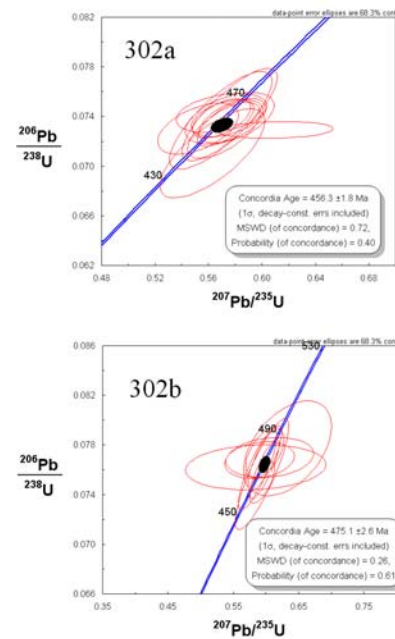 data-point error ellipses are 68.3% con
0.082
302a
0.078
470
0.074
206Pb
238U
0.070
430
Concordia Age = 456.3 ±1.8 Ma
(1σ, decay-const. errs included)
MSWD (of concordance) = 0.72,
Probability (of concordance) = 0.40
0.066
0.062
0.48 0.52 0.56 0.60 0.64 0.68
207Pb/235U
data-point error ellipses are 68.3% con
0.086
530
302b
0.082
490
0.078
206Pb
238U
0.074
450
Concordia Age = 475.1 ±2.6 Ma
(1σ, decay-const. errs included)
MSWD (of concordance) = 0.26,
Probability (of concordance) = 0.61
0.070
0.066
0.35 0.45 0.55 0.65 0.75
207Pb/235U